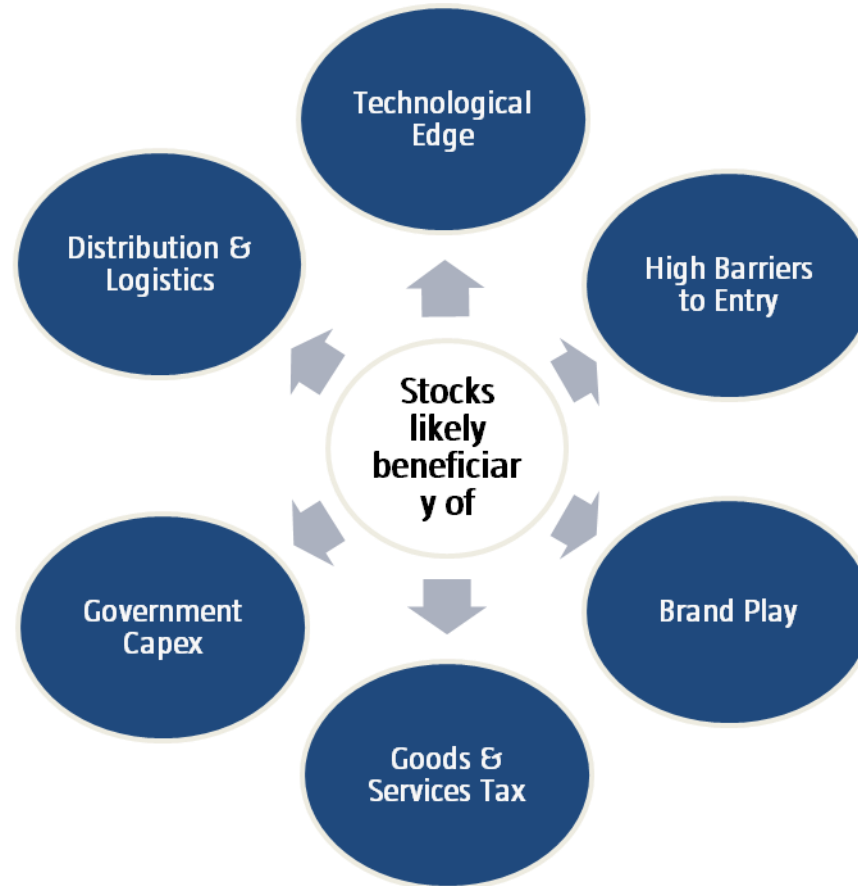 Technological
Edge
Distribution &
Logistics
High Barriers
to Entry
Stocks
likely
beneficiar
y of
Government
Capex
Brand Play
Goods &
Services Tax